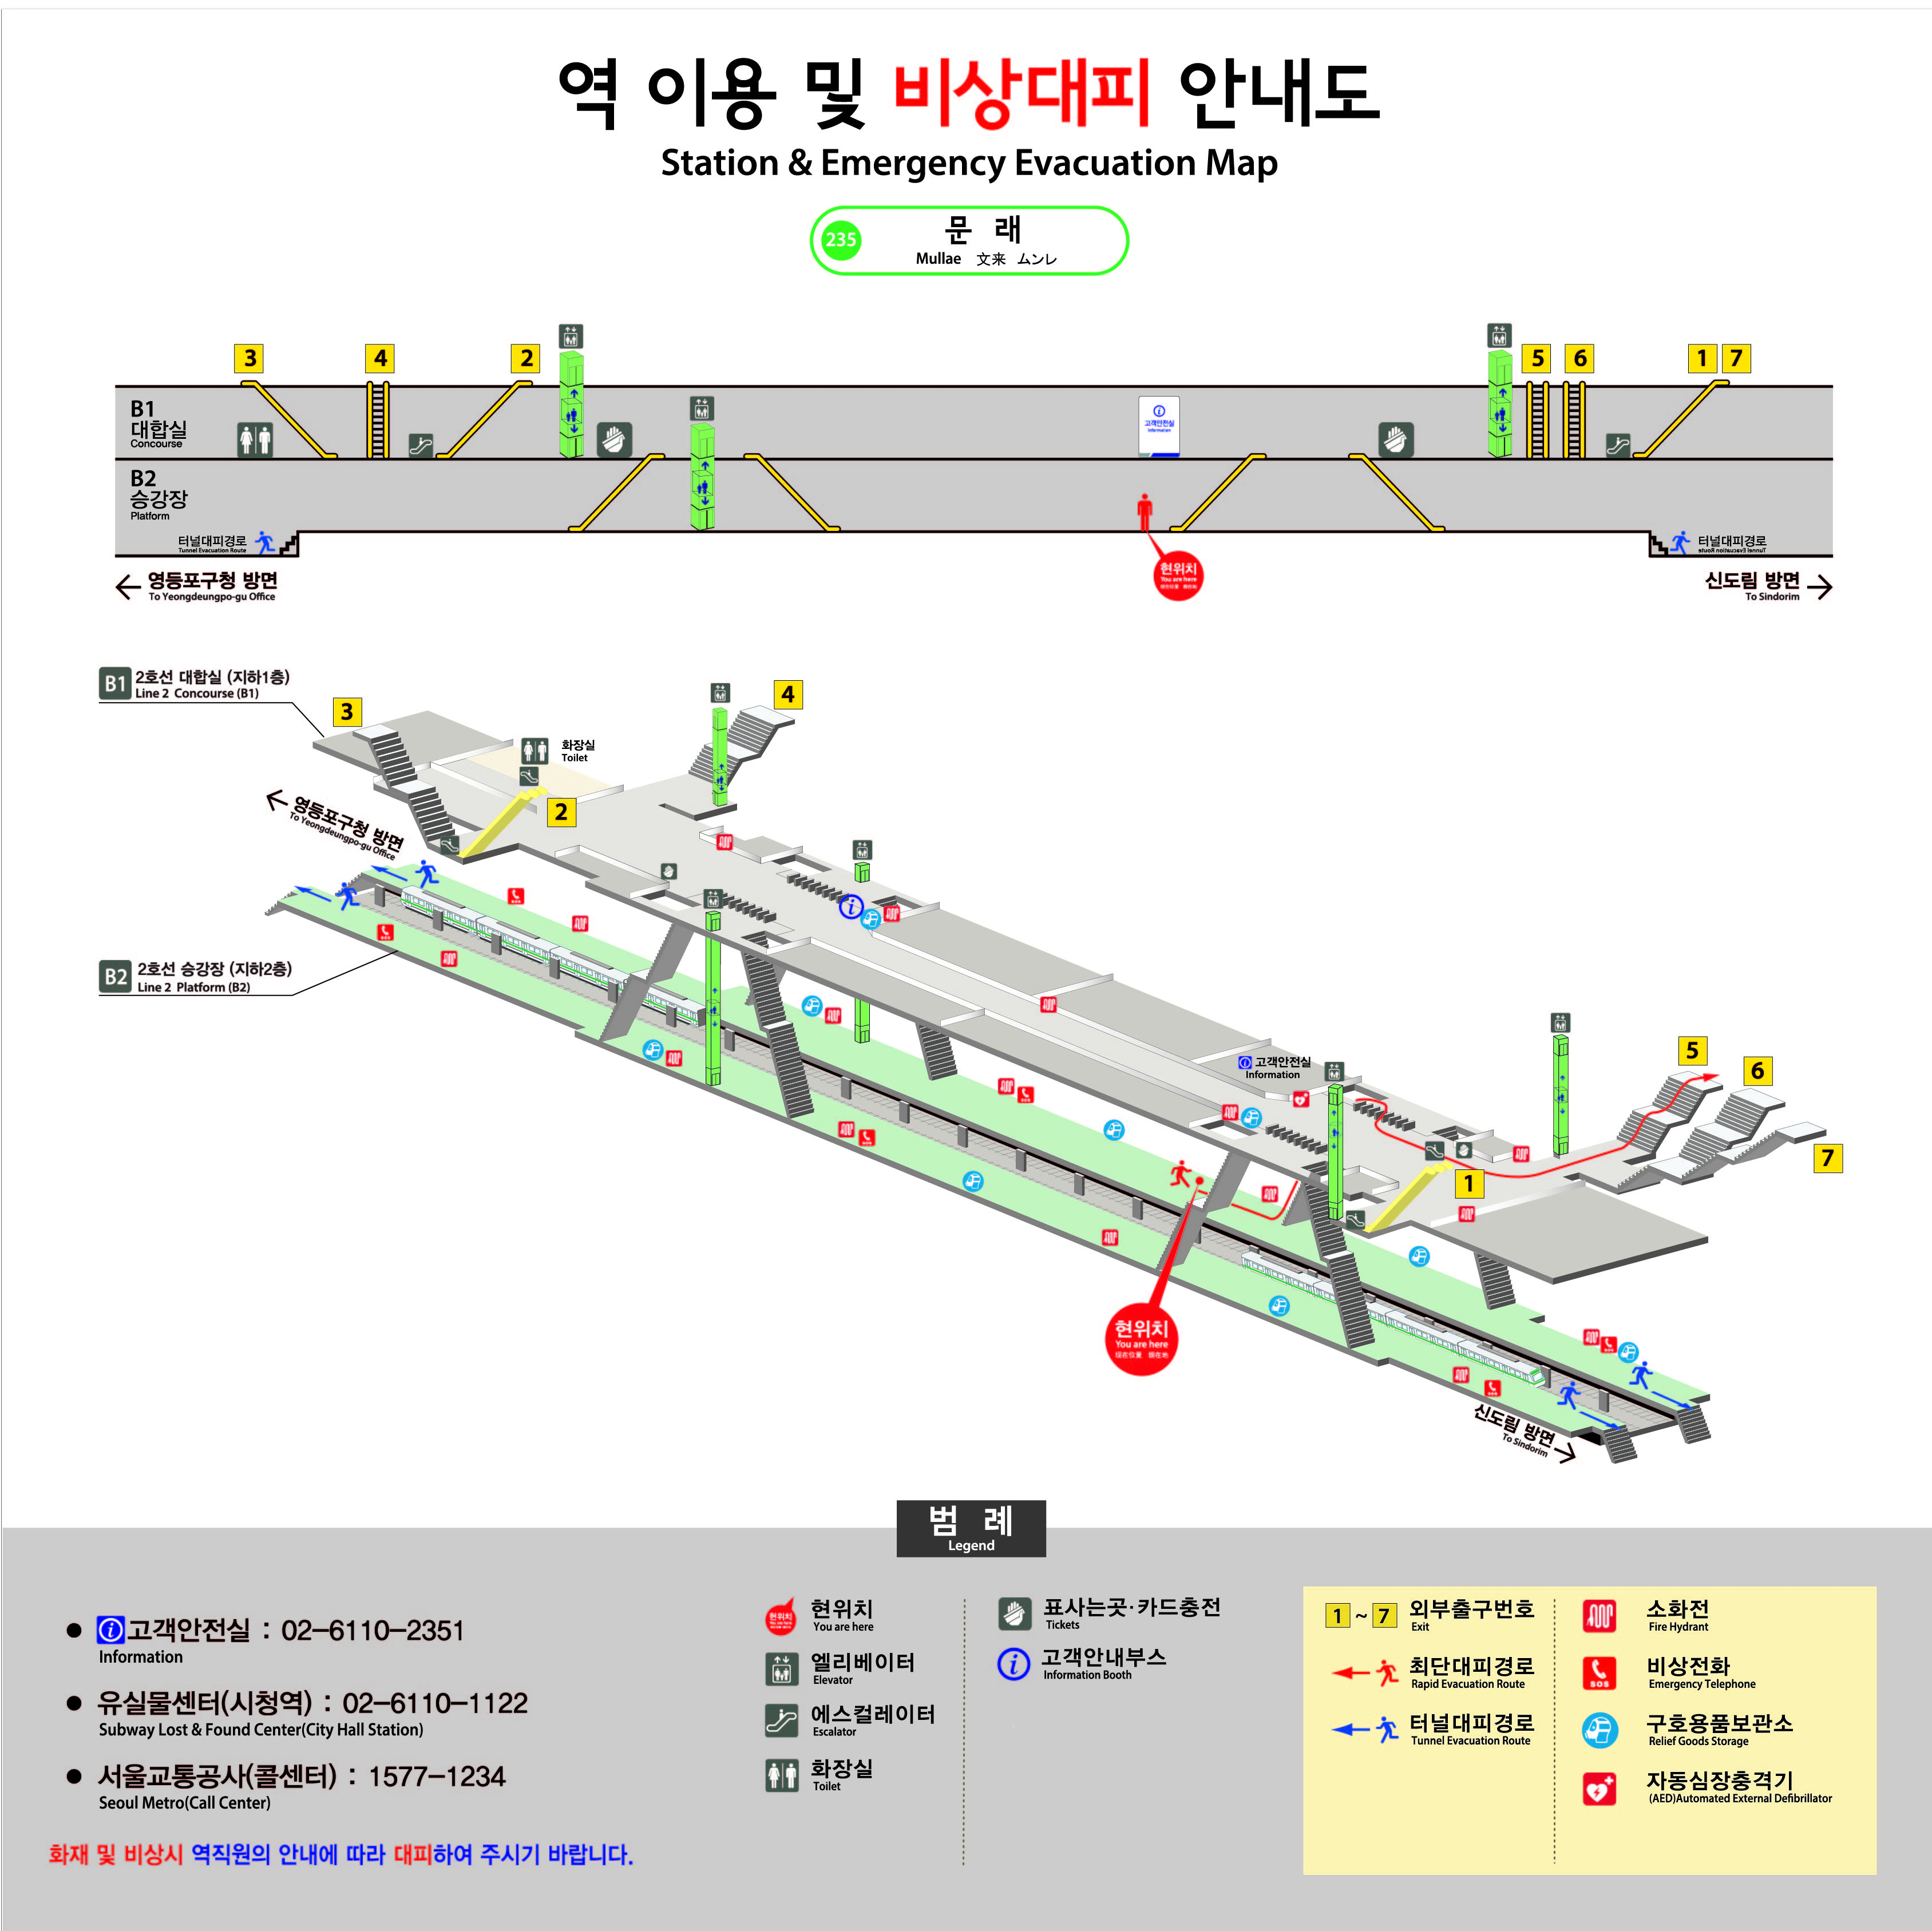 역 이용 및 비상대피 안내도
Station & Emergency Evacuation Map
235
문 래
Mullae 文来 ムンレ
3
4
2
5
6
1
7
B1
대합실
Concourse
고객안전실
Information
B2
승강장
Platform
터널대피경로
Tunnel Evacuation Route
터널대피경로
Tunnel Evacuation Route
현위치
You are here
영등포구청 방면
To Yeongdeungpo-gu Office
신도림 방면
To Sindorim
B1
2호선 대합실 (지하1층)
Line 2 Concourse (B1)
3
4
화장실
Toilet
2
영등포구청 방면
To Yeongdeungpo-gu Office
B2
2호선 승강장 (지하2층)
Line 2 Platform (B2)
고객안전실
Information
5
6
7
1
현위치
You are here
신도림 방면
To Sindorim
범 례
Legend
고객안전실 : 02-6110-2351
Information
유실물센터(시청역) : 02-6110-1122
Subway Lost & Found Center(City Hall Station)
서울교통공사(콜센터) : 1577-1234
Seoul Metro(Call Center)
화재 및 비상시 역직원의 안내에 따라 대피하여 주시기 바랍니다.
현위치
You are here
엘리베이터
Elevator
에스컬레이터
Escalator
화장실
Toilet
표사는곳·카드충전
Tickets
고객안내부스
Information Booth
1 ~ 7 외부출구번호
Exit
최단대피경로
Rapid Evacuation Route
터널대피경로
Tunnel Evacuation Route
소화전
Fire Hydrant
SOS
비상전화
Emergency Telephone
구호용품보관소
Relief Goods Storage
자동심장충격기
(AED)Automated External Defibrillator